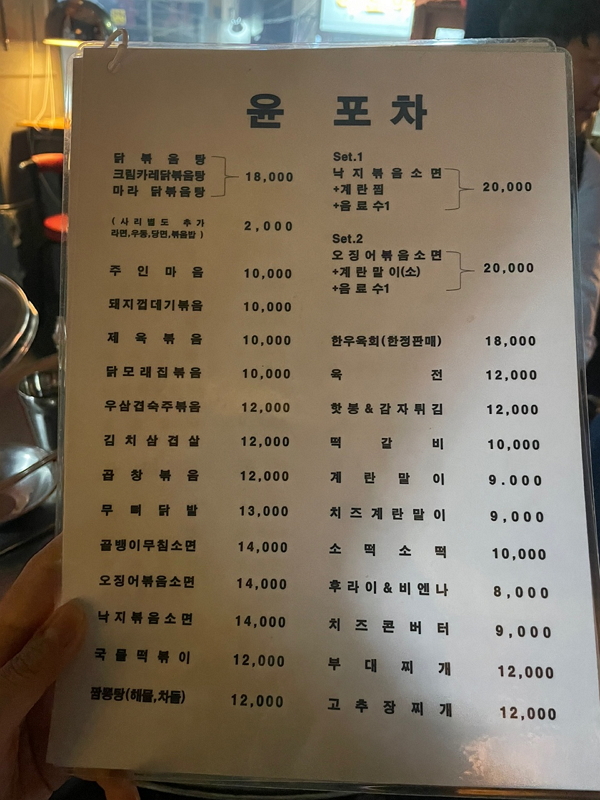 윤 포차
닭볶음탕
크림카레닭볶음탕
마라 닭볶음탕
18,000
(사리별도 추가
라면,우동,당면,볶음밥)
2,000
주인마음 10,000
돼지껍데기볶음 10,000
제육볶음 10,000
닭모래집볶음 10,000
우삼겹숙주볶음 12,000
김치삼겹살 12,000
곱창볶음 12,000
무뼈닭발 13,000
골뱅이무침소면 14,000
오징어볶음소면 14,000
낙지볶음소면 14,000
국물떡볶이 12,000
짬뽕탕(해물,차돌) 12,000
Set.1
낙지볶음소면
+계란찜
+음료수1
20,000
Set.2
오징어볶음소면
+계란말이(소)
+음료수1
20,000
한우육회(한정판매) 18,000
육전 12,000
핫봉&감자튀김 12,000
떡갈비 10,000
계란말이 9.000
치즈계란말이 9,000
소떡소떡 10,000
후라이&비엔나 8,000
치즈콘버터 9,000
부대찌개 12,000
고추장찌개 12,000